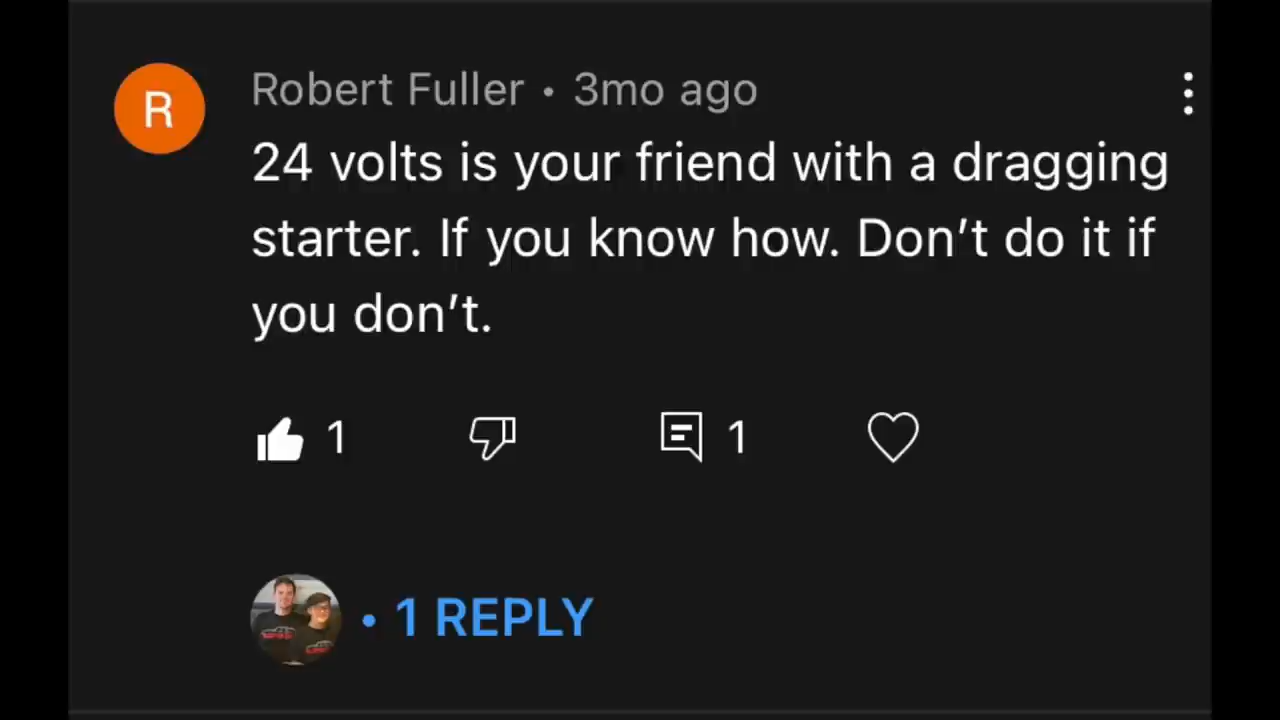 R
Robert Fuller • 3mo ago
24 volts is your friend with a dragging
starter. If you know how. Don’t do it if
you don’t.
1
1
• 1 REPLY